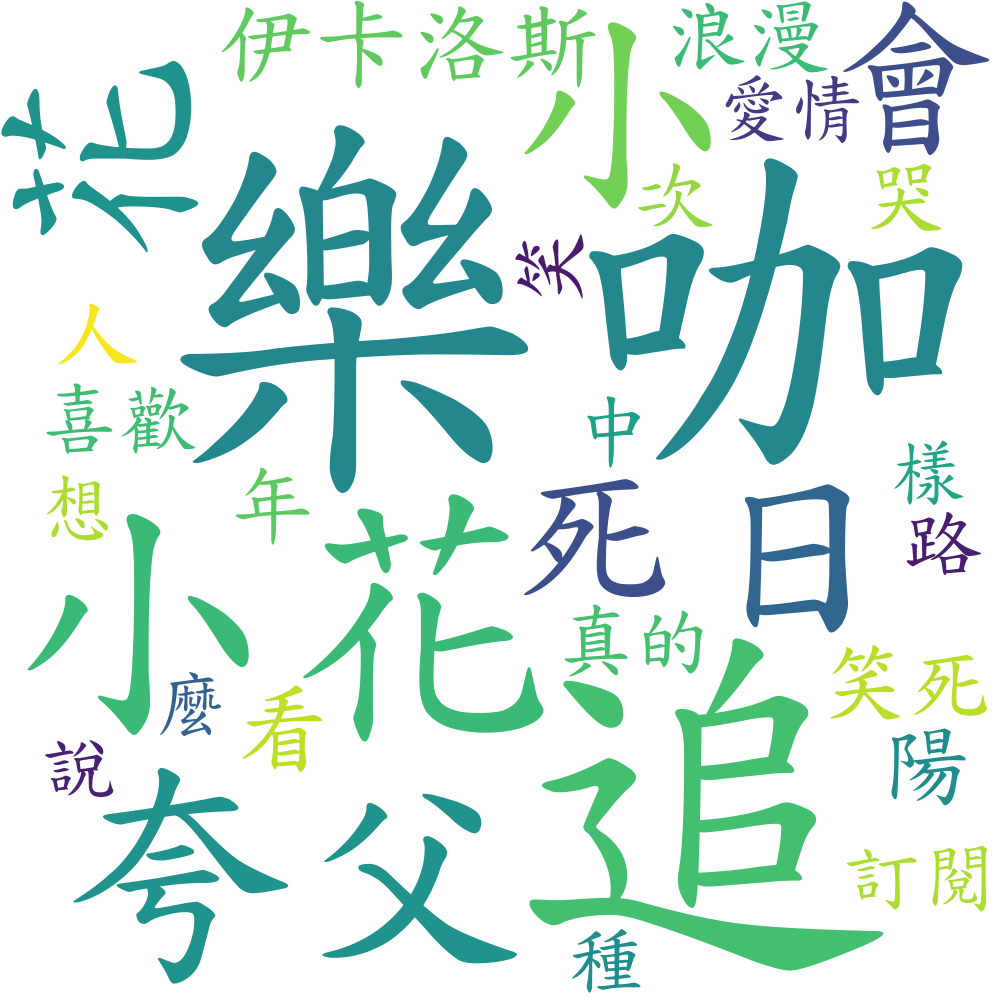 伊卡洛斯
浪漫
會
花
小
愛情
樂
咖
次
哭
笑
人
喜歡
中
樣
想
年
死
日
路
小花
真的
追
笑死
麼
看
陽
說
夸父
訂閱
種